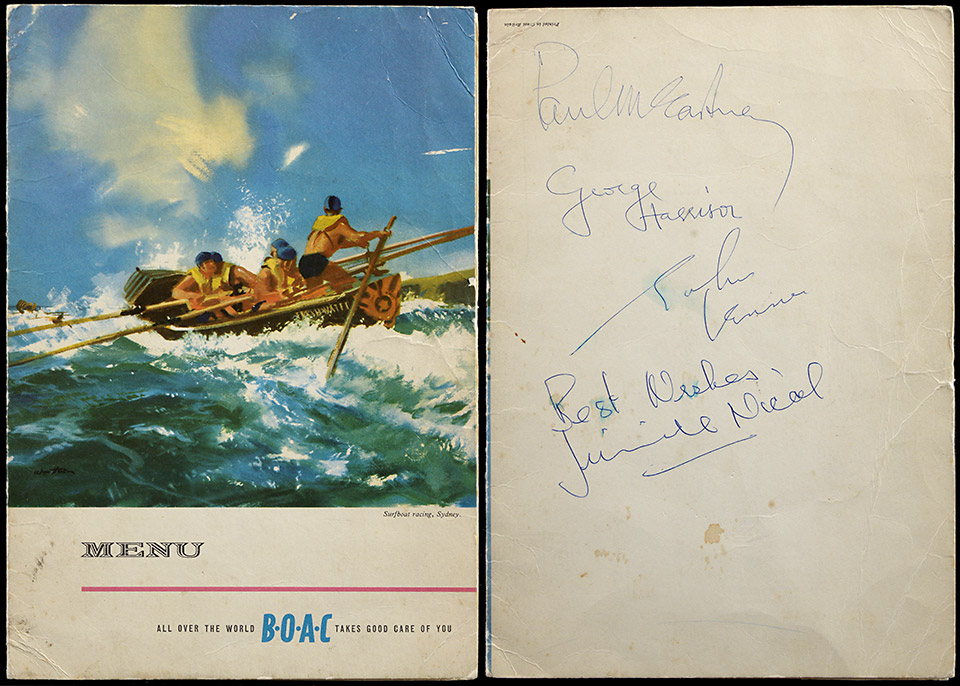 Surfboat racing, Sydney.
MENU
ALL OVER THE WORLD B·O·A·C TAKES GOOD CARE OF YOU
Printed in Great Britain
Paul McCartney
George
Harrison
John
Lennon
Best Wishes
Jimmie Nicol